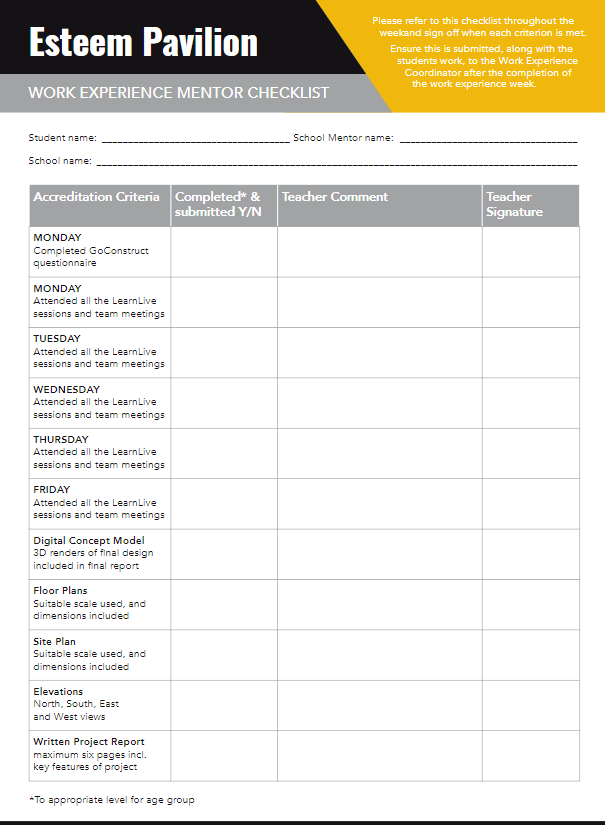 Esteem Pavilion
Please refer to this checklist throughout the
weekand sign off when each criterion is met.
Ensure this is submitted, along with the
students work, to the Work Experience
Coordinator after the completion of
the work experience week.
WORK EXPERIENCE MENTOR CHECKLIST
Student name: School Mentor name:
School name:
Accreditation Criteria
Completed* &
submitted Y/N
Teacher Comment
Teacher
Signature
MONDAY
Completed GoConstruct
questionnaire
MONDAY
Attended all the LearnLive
sessions and team meetings
TUESDAY
Attended all the LearnLive
sessions and team meetings
WEDNESDAY
Attended all the LearnLive
sessions and team meetings
THURSDAY
Attended all the LearnLive
sessions and team meetings
FRIDAY
Attended all the LearnLive
sessions and team meetings
Digital Concept Model
3D renders of final design
included in final report
Floor Plans
Suitable scale used, and
dimensions included
Site Plan
Suitable scale used, and
dimensions included
Elevations
North, South, East
and West views
Written Project Report
maximum six pages incl.
key features of project
*To appropriate level for age group